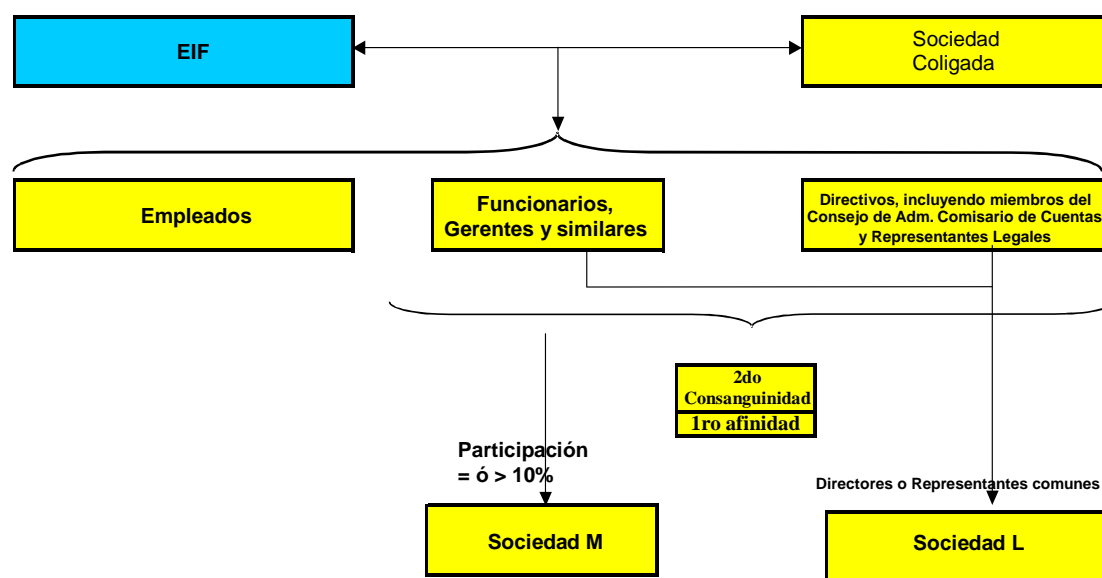 EIF
Sociedad
Coligada
Empleados
Funcionarios,
Gerentes y similares
Directivos, incluyendo miembros del
Consejo de Adm. Comisario de Cuentas
y Representantes Legales
2do
Consanguinidad
1ro afinidad
Participación
= ó > 10%
Directores o Representantes comunes
Sociedad M
Sociedad L